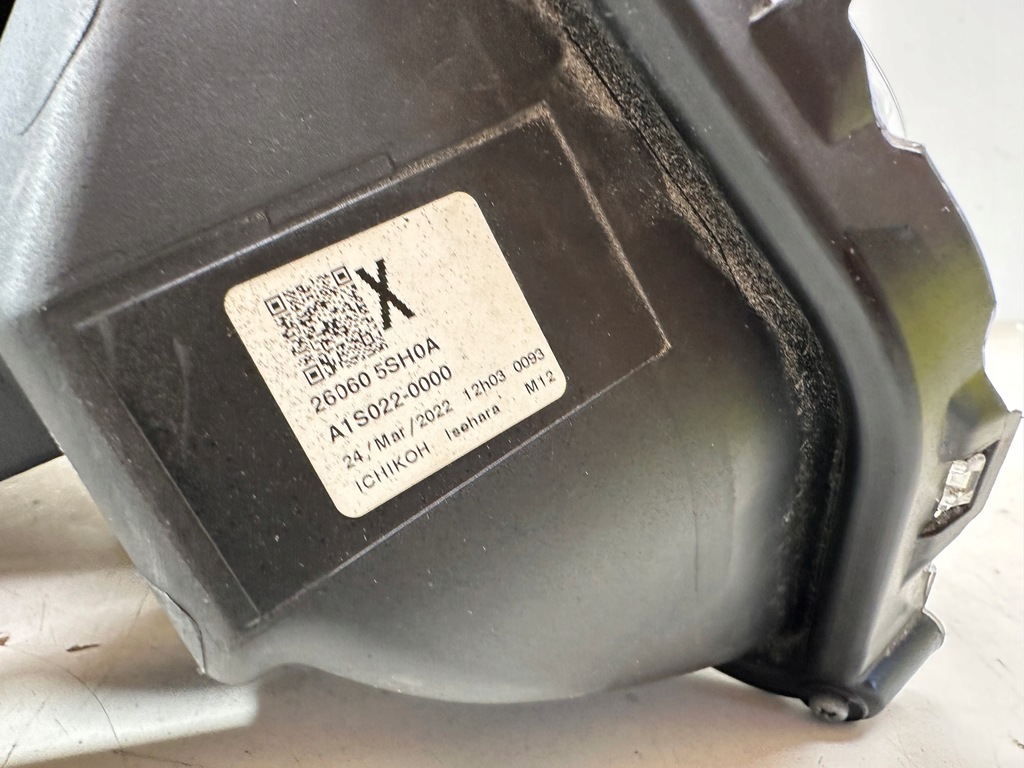 X
26060 5SH0A
A1S022-0000
24/Mar/2022 12h03 0093
ICHIKOH, Isehara, M12